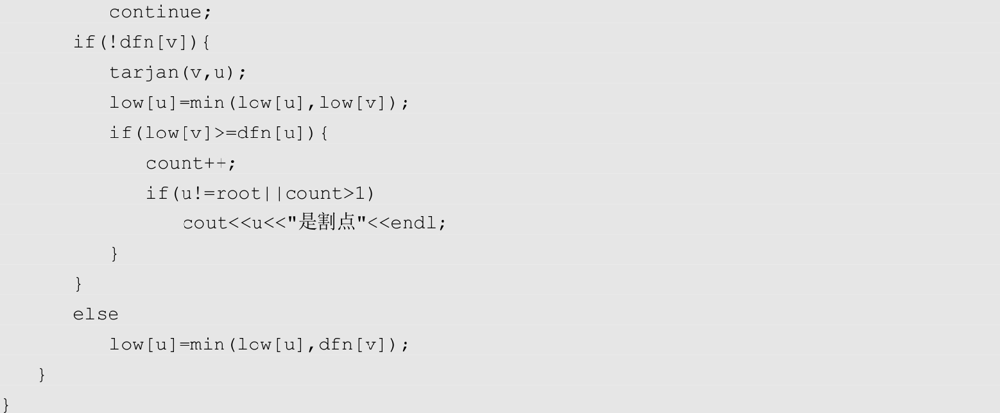 continue;
if(!dfn[v]){
tarjan(v,u);
low[u]=min(low[u],low[v]);
if(low[v]>=dfn[u]){
count++;
if(u!=root||count>1)
cout<<u<<"是割点"<<endl;
}
}
else
low[u]=min(low[u],dfn[v]);
}
}